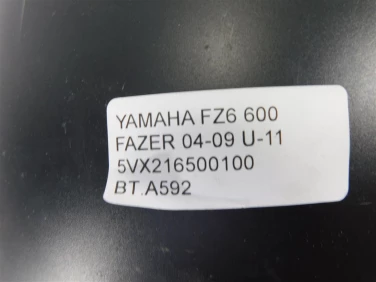 YAMAHA FZ6 600
FAZER 04-09 U-11
5VX216500100
BT.A592